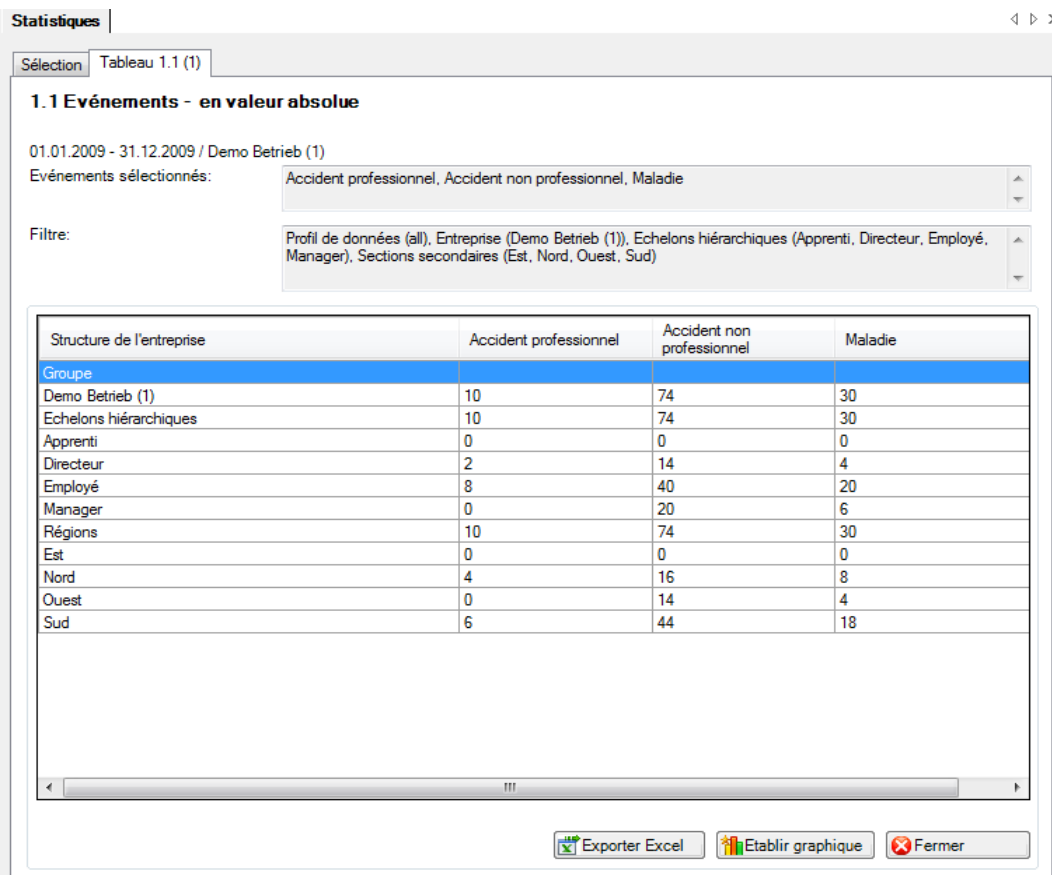 Statistiques
Sélection Tableau 1.1 (1)
1.1 Evénements - en valeur absolue
01.01.2009 - 31.12.2009 / Demo Betrieb (1)
Evénements sélectionnés: Accident professionnel, Accident non professionnel, Maladie
Filtre: Profil de données (all), Entreprise (Demo Betrieb (1)), Echelons hiérarchiques (Apprenti, Directeur, Employé,
Manager), Sections secondaires (Est, Nord, Ouest, Sud)
Structure de l'entreprise Accident professionnel Accident non professionnel Maladie
Groupe
Demo Betrieb (1) 10 74 30
Echelons hiérarchiques 10 74 30
Apprenti 0 0 0
Directeur 2 14 4
Employé 8 40 20
Manager 0 20 6
Régions 10 74 30
Est 0 0 0
Nord 4 16 8
Ouest 0 14 4
Sud 6 44 18
Exporter Excel Etablir graphique Fermer